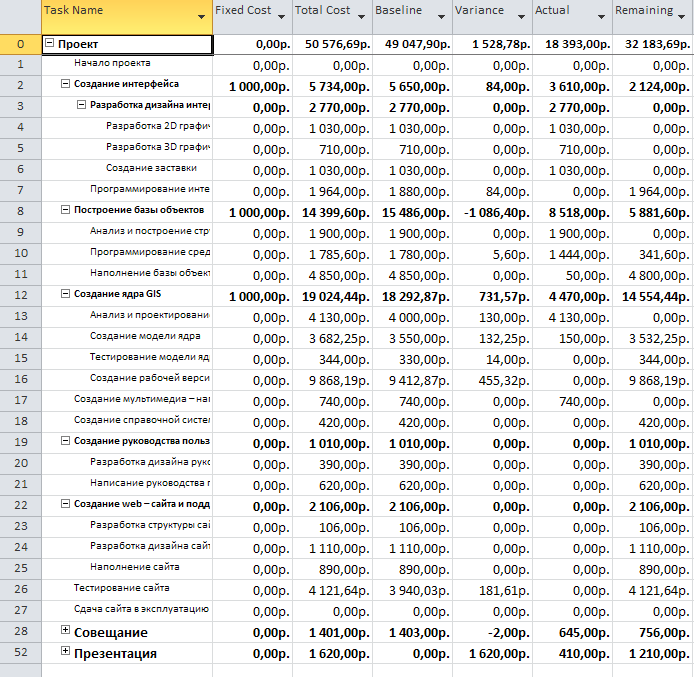 Task Name Fixed Cost Total Cost Baseline Variance Actual Remaining
0 Проект 0,00р. 50 576,69р. 49 047,90р. 1 528,78р. 18 393,00р. 32 183,69р.
1 Начало проекта 0,00р. 0,00р. 0,00р. 0,00р. 0,00р. 0,00р.
2 Создание интерфейса 1 000,00р. 5 734,00р. 5 650,00р. 84,00р. 3 610,00р. 2 124,00р.
3 Разработка дизайна интер 0,00р. 2 770,00р. 2 770,00р. 0,00р. 2 770,00р. 0,00р.
4 Разработка 2D графич 0,00р. 1 030,00р. 1 030,00р. 0,00р. 1 030,00р. 0,00р.
5 Разработка 3D графич 0,00р. 710,00р. 710,00р. 0,00р. 710,00р. 0,00р.
6 Создание заставки 0,00р. 1 030,00р. 1 030,00р. 0,00р. 1 030,00р. 0,00р.
7 Программирование инте 0,00р. 1 964,00р. 1 880,00р. 84,00р. 0,00р. 1 964,00р.
8 Построение базы объектов 1 000,00р. 14 399,60р. 15 486,00р. -1 086,40р. 8 518,00р. 5 881,60р.
9 Анализ и построение стр 0,00р. 1 900,00р. 1 900,00р. 0,00р. 1 900,00р. 0,00р.
10 Программирование сред 0,00р. 1 785,60р. 1 780,00р. 5,60р. 1 444,00р. 341,60р.
11 Наполнение базы объект 0,00р. 4 850,00р. 4 850,00р. 0,00р. 50,00р. 4 800,00р.
12 Создание ядра GIS 1 000,00р. 19 024,44р. 18 292,87р. 731,57р. 4 470,00р. 14 554,44р.
13 Анализ и проектировани 0,00р. 4 130,00р. 4 000,00р. 130,00р. 4 130,00р. 0,00р.
14 Создание модели ядра 0,00р. 3 682,25р. 3 550,00р. 132,25р. 150,00р. 3 532,25р.
15 Тестирование модели яд 0,00р. 344,00р. 330,00р. 14,00р. 0,00р. 344,00р.
16 Создание рабочей верси 0,00р. 9 868,19р. 9 412,87р. 455,32р. 0,00р. 9 868,19р.
17 Создание мультимедиа – нап 0,00р. 740,00р. 740,00р. 0,00р. 740,00р. 0,00р.
18 Создание справочной систем 0,00р. 420,00р. 420,00р. 0,00р. 0,00р. 420,00р.
19 Создание руководства польз 0,00р. 1 010,00р. 1 010,00р. 0,00р. 0,00р. 1 010,00р.
20 Разработка дизайна руко 0,00р. 390,00р. 390,00р. 0,00р. 0,00р. 390,00р.
21 Написание руководства п 0,00р. 620,00р. 620,00р. 0,00р. 0,00р. 620,00р.
22 Создание web – сайта и подд 0,00р. 2 106,00р. 2 106,00р. 0,00р. 0,00р. 2 106,00р.
23 Разработка структуры сай 0,00р. 106,00р. 106,00р. 0,00р. 0,00р. 106,00р.
24 Разработка дизайна сайт 0,00р. 1 110,00р. 1 110,00р. 0,00р. 0,00р. 1 110,00р.
25 Наполнение сайта 0,00р. 890,00р. 890,00р. 0,00р. 0,00р. 890,00р.
26 Тестирование сайта 0,00р. 4 121,64р. 3 940,03р. 181,61р. 0,00р. 4 121,64р.
27 Сдача сайта в эксплуатацию 0,00р. 0,00р. 0,00р. 0,00р. 0,00р. 0,00р.
28 Совещание 0,00р. 1 401,00р. 1 403,00р. -2,00р. 645,00р. 756,00р.
52 Презентация 0,00р. 1 620,00р. 0,00р. 1 620,00р. 410,00р. 1 210,00р.